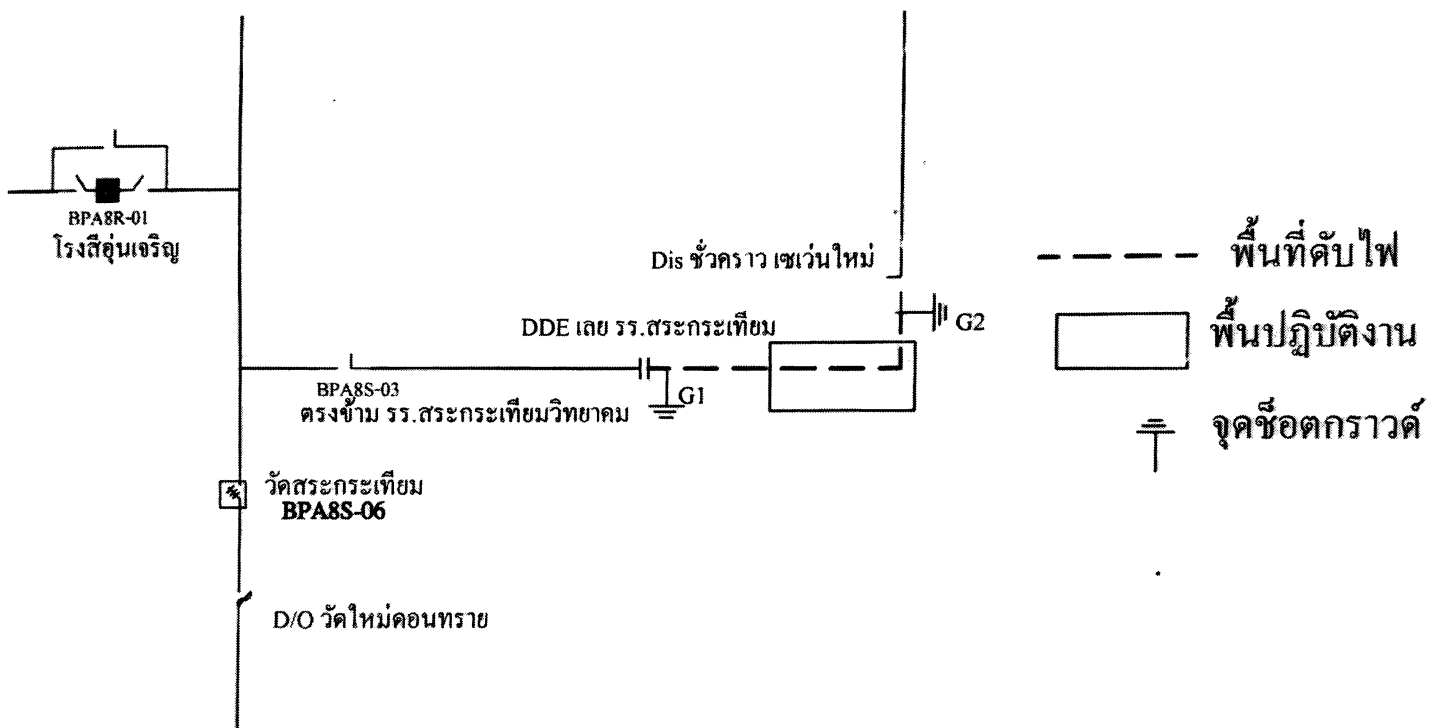 BPA8R-01
โรงสีอุ่นเจริญ
Dis ชั่วคราว เซเว่นใหม่
G2
DDE เลย รร.สระกระเทียม
G1
BPA8S-03
ตรงข้าม รร.สระกระเทียมวิทยาคม
วัดสระกระเทียม
BPA8S-06
D/O วัดใหม่ดอนทราย
พื้นที่ดับไฟ
พื้นปฎิบัติงาน
จุดช็อตกราวด์